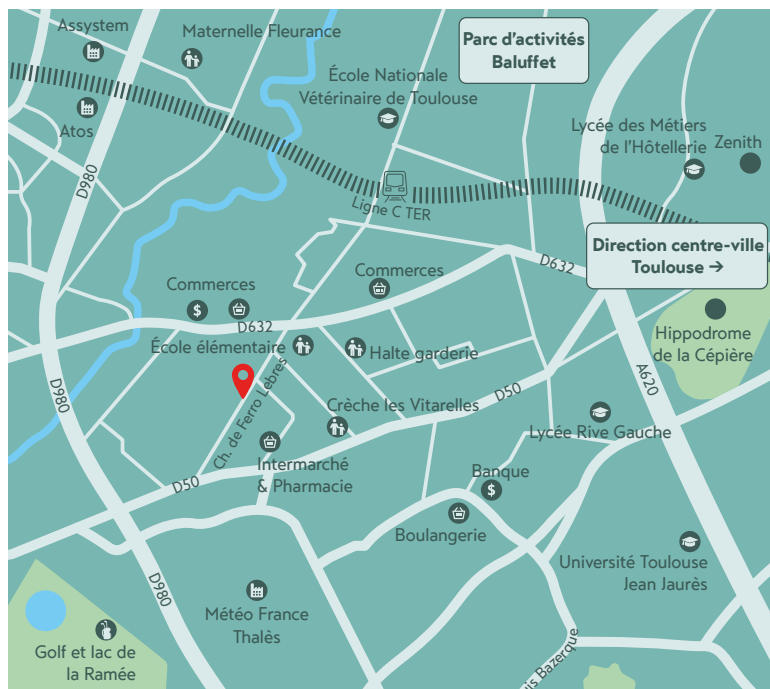 Assystem
Maternelle Fleurance
Parc d'activités
Baluffet
École Nationale
Vétérinaire de Toulouse
Atos
Lycée des Métiers
de l'Hôtellerie
Zenith
D980
Ligne C TER
Direction centre-ville
Toulouse →
D632
Commerces
Commerces
D632
École élémentaire
Halte garderie
Hippodrome
de la Cépière
A620
D50
D980
Ch. de Ferro Lebres
Crèche les Vitarelles
Lycée Rive Gauche
Intermarché
& Pharmacie
D50
Banque
Boulangerie
Université Toulouse
Jean Jaurès
D980
Météo France
Thalès
Golf et lac de
la Ramée
is Bazerque